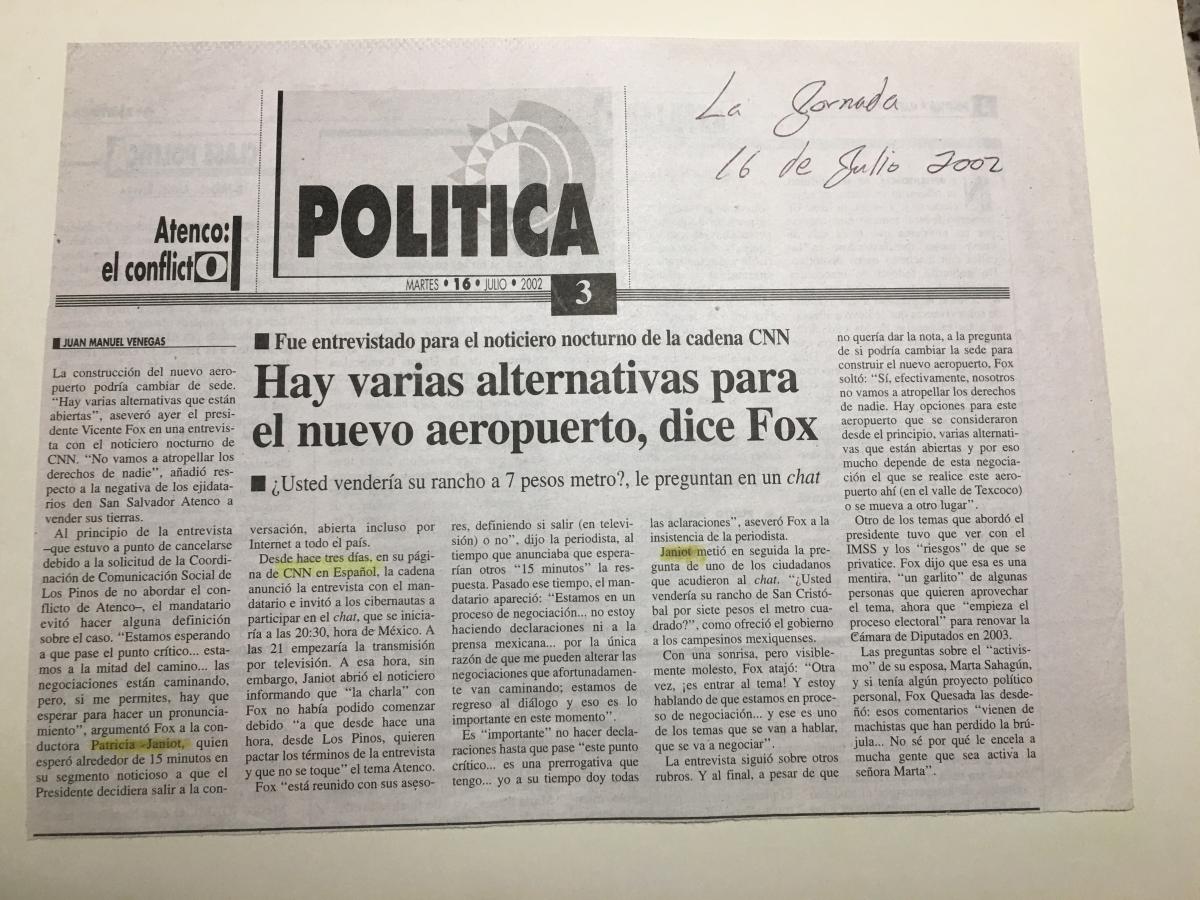 La Jornada
16 de Julio 2002
Atenco:
el conflicto
POLITICA
MARTES • 16 • JULIO • 2002
3
■ JUAN MANUEL VENEGAS
■ Fue entrevistado para el noticiero nocturno de la cadena CNN
Hay varias alternativas para
el nuevo aeropuerto, dice Fox
■ ¿Usted vendería su rancho a 7 pesos metro?, le preguntan en un chat
La construcción del nuevo aero-
puerto podría cambiar de sede.
“Hay varias alternativas que están
abiertas”, aseveró ayer el presi-
dente Vicente Fox en una entrevis-
ta con el noticiero nocturno de
CNN. “No vamos a atropellar los
derechos de nadie”, añadió res-
pecto a la negativa de los ejidata-
rios den San Salvador Atenco a
vender sus tierras.
Al principio de la entrevista
–que estuvo a punto de cancelarse
debido a la solicitud de la Coordi-
nación de Comunicación Social de
Los Pinos de no abordar el con-
flicto de Atenco–, el mandatario
evitó hacer alguna definición
sobre el caso. “Estamos esperando
a que pase el punto crítico... esta-
mos a la mitad del camino... las
negociaciones están caminando,
pero, si me permites, hay que
esperar para hacer un pronuncia-
miento”, argumentó Fox a la con-
ductora Patricia Janiot, quien
esperó alrededor de 15 minutos en
su segmento noticioso a que el
Presidente decidiera salir a la con-
versación, abierta incluso por
Internet a todo el país.
Desde hace tres días, en su pági-
na de CNN en Español, la cadena
anunció la entrevista con el man-
datario e invitó a los cibernautas a
participar en el chat, que se inicia-
ría a las 20:30, hora de México. A
las 21 empezaría la transmisión
por televisión. A esa hora, sin
embargo, Janiot abrió el noticiero
informando que “la charla” con
Fox no había podido comenzar
debido “a que desde hace una
hora, desde Los Pinos, quieren
pactar los términos de la entrevista
y que no se toque” el tema Atenco.
Fox “está reunido con sus aseso-
res, definiendo si salir (en televi-
sión) o no”, dijo la periodista, al
tiempo que anunciaba que espera-
rían otros “15 minutos” la res-
puesta. Pasado ese tiempo, el man-
datario apareció: “Estamos en un
proceso de negociación... no estoy
haciendo declaraciones ni a la
prensa mexicana... por la única
razón de que me pueden alterar las
negociaciones que afortunadamen-
te van caminando; estamos de
regreso al diálogo y eso es lo
importante en este momento”.
Es “importante” no hacer decla-
raciones hasta que pase “este punto
crítico... es una prerrogativa que
tengo... yo a su tiempo doy todas
las aclaraciones”, aseveró Fox a la
insistencia de la periodista.
Janiot metió en seguida la pre-
gunta de uno de los ciudadanos
que acudieron al chat. “¿Usted
vendería su rancho de San Cristó-
bal por siete pesos el metro cua-
drado?”, como ofreció el gobierno
a los campesinos mexiquenses.
Con una sonrisa, pero visible-
mente molesto, Fox atajó: “Otra
vez, ¡es entrar al tema! Y estoy
hablando de que estamos en proce-
so de negociación... y ese es uno
de los temas que se van a hablar,
que se va a negociar”.
La entrevista siguió sobre otros
rubros. Y al final, a pesar de que
no quería dar la nota, a la pregunta
de si podría cambiar la sede para
construir el nuevo aeropuerto, Fox
soltó: “Sí, efectivamente, nosotros
no vamos a atropellar los derechos
de nadie. Hay opciones para este
aeropuerto que se consideraron
desde el principio, varias alternati-
vas que están abiertas y por eso
mucho depende de esta negocia-
ción el que se realice este aero-
puerto ahí (en el valle de Texcoco)
o se mueva a otro lugar”.
Otro de los temas que abordó el
presidente tuvo que ver con el
IMSS y los “riesgos” de que se
privatice. Fox dijo que esa es una
mentira, “un garlito” de algunas
personas que quieren aprovechar
el tema, ahora que “empieza el
proceso electoral” para renovar la
Cámara de Diputados en 2003.
Las preguntas sobre el “activis-
mo” de su esposa, Marta Sahagún,
y si tenía algún proyecto político
personal, Fox Quesada las desde-
ñó: esos comentarios “vienen de
machistas que han perdido la brú-
jula... No sé por qué le encela a
mucha gente que sea activa la
señora Marta”.